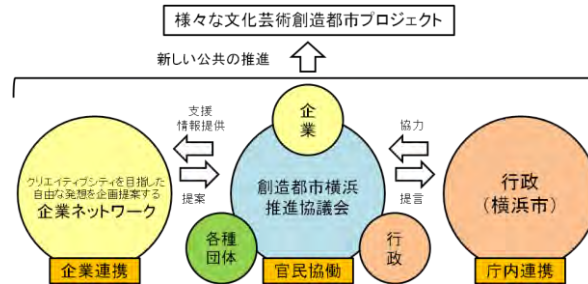 様々な文化芸術創造都市プロジェクト
新しい公共の推進
企業
支援
情報提供
協力
クリエイティブシティを目指した
自由な発想を企画提案する
企業ネットワーク
創造都市横浜
推進協議会
行政
（横浜市）
提案
提言
各種
団体
行政
企業連携
官民協働
庁内連携